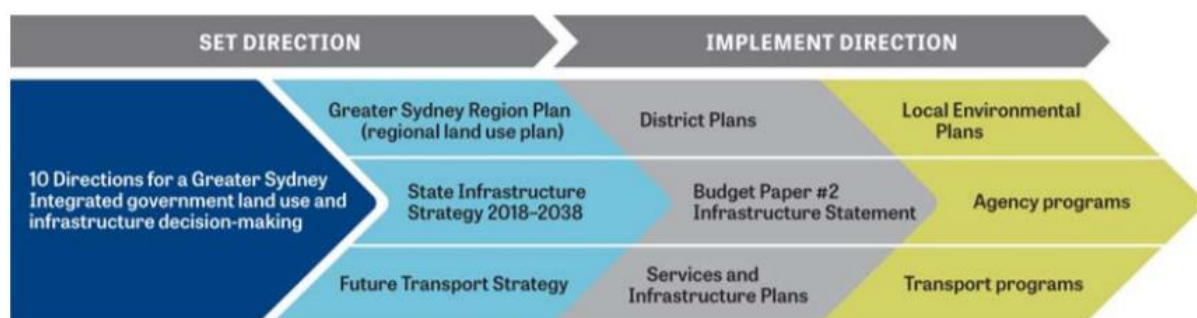 SET DIRECTION
IMPLEMENT DIRECTION
10 Directions for a Greater Sydney
Integrated government land use and
infrastructure decision-making
Greater Sydney Region Plan
(regional land use plan)
District Plans
Local Environmental
Plans
State Infrastructure
Strategy 2018–2038
Budget Paper #2
Infrastructure Statement
Agency programs
Future Transport Strategy
Services and
Infrastructure Plans
Transport programs